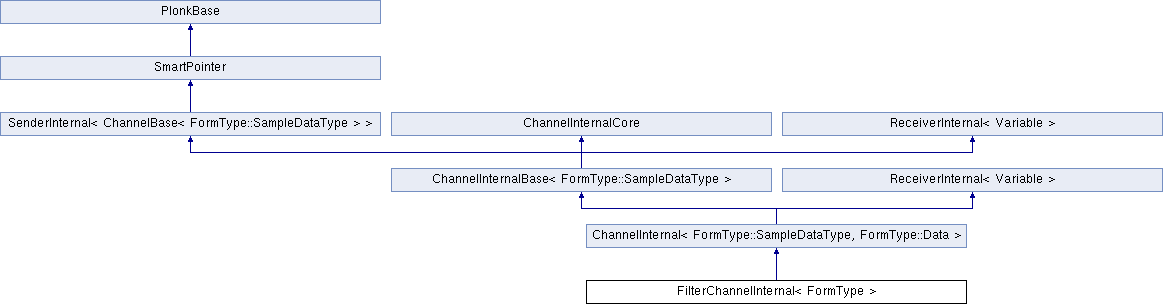 PlonkBase
SmartPointer
SenderInternal< ChannelBase< FormType::SampleDataType > >
ChannelInternalCore
ReceiverInternal< Variable >
ChannelInternalBase< FormType::SampleDataType >
ReceiverInternal< Variable >
ChannelInternal< FormType::SampleDataType, FormType::Data >
FilterChannelInternal< FormType >